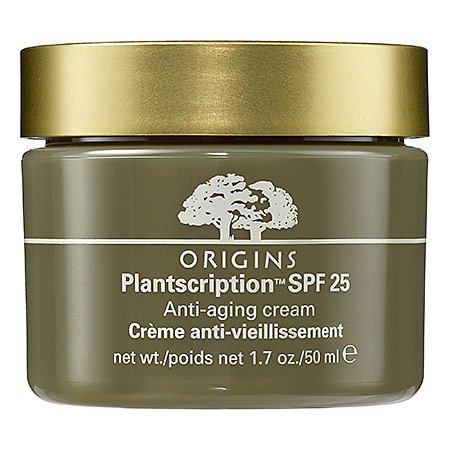 ORIGINS
Plantscription™ SPF 25
Anti-aging cream
Crème anti-vieillissement
net wt./poids net 1.7 oz./50 ml ℮